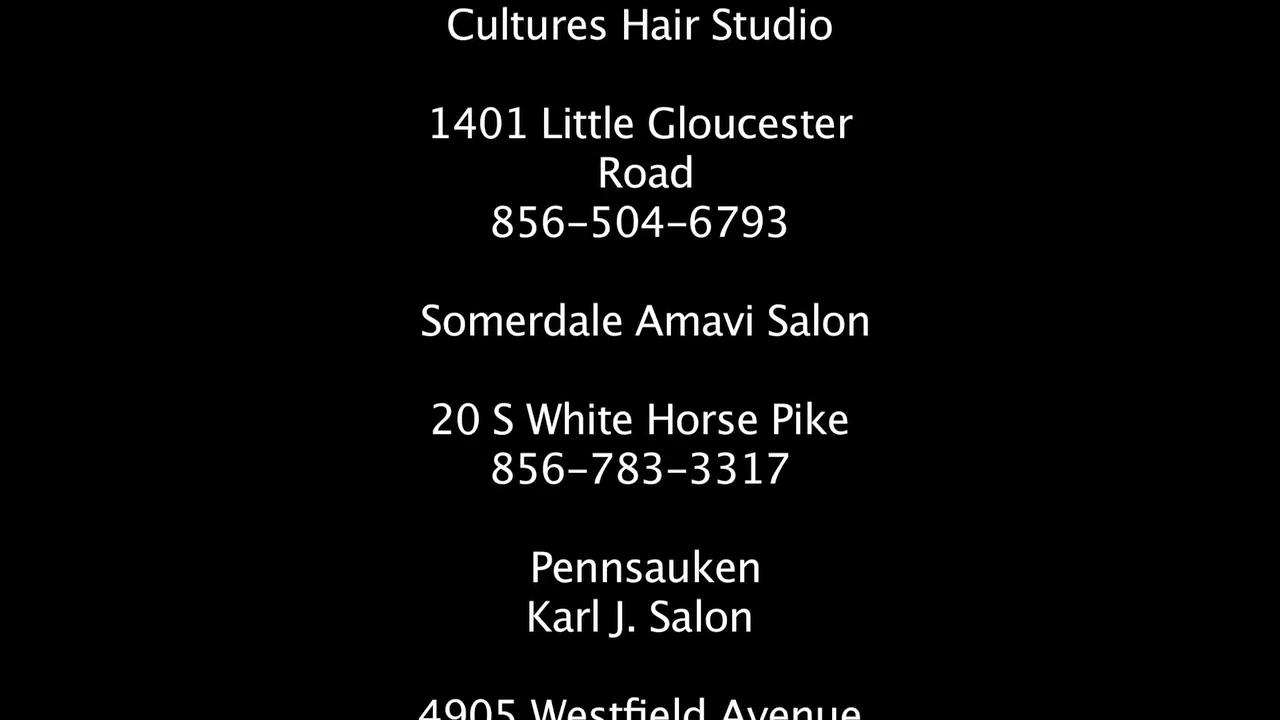 Cultures Hair Studio
1401 Little Gloucester
Road
856-504-6793
Somerdale Amavi Salon
20 S White Horse Pike
856-783-3317
Pennsauken
Karl J. Salon
4905 Westfield Avenue